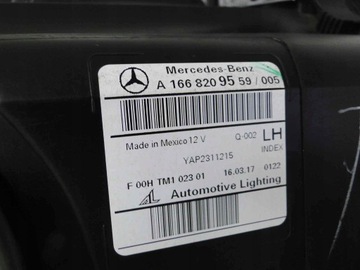 Mercedes-Benz
A 166 820 95 59 / 005
Made in Mexico 12 V Q-002 LH
YAP2311215 INDEX
F 00H TM1 023 01 16.03.17 0122
AL Automotive Lighting